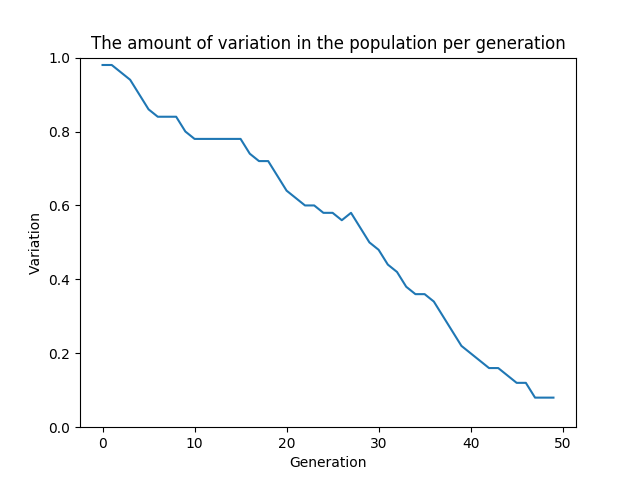 The amount of variation in the population per generation
1.0
0.8
0.6
0.4
0.2
0.0
Variation
0 10 20 30 40 50
Generation